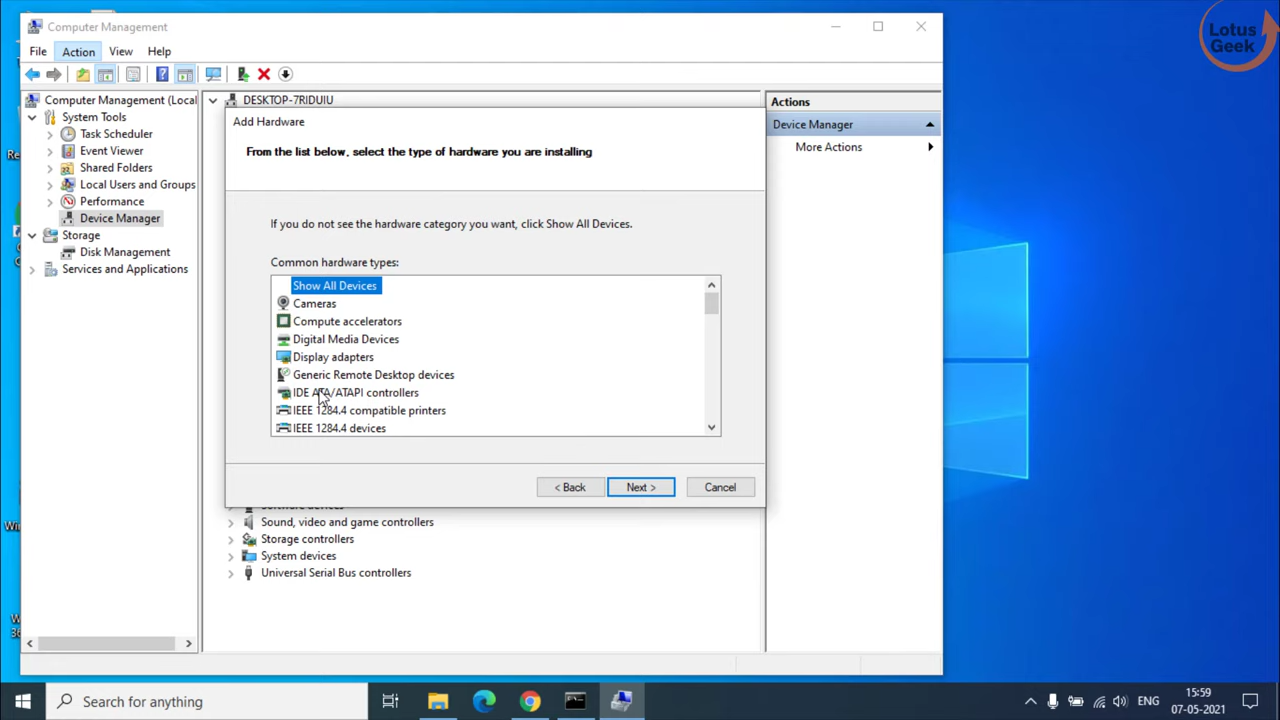 Computer Management
Lotus
Geek
File Action View Help
Computer Management (Local
System Tools
Task Scheduler
Event Viewer
Shared Folders
Local Users and Groups
Performance
Device Manager
Storage
Disk Management
Services and Applications
DESKTOP-7RIDUIU
Add Hardware
From the list below, select the type of hardware you are installing
If you do not see the hardware category you want, click Show All Devices.
Common hardware types:
Show All Devices
Cameras
Compute accelerators
Digital Media Devices
Display adapters
Generic Remote Desktop devices
IDE ATA/ATAPI controllers
IEEE 1284.4 compatible printers
IEEE 1284.4 devices
< Back Next > Cancel
Software devices
Sound, video and game controllers
Storage controllers
System devices
Universal Serial Bus controllers
Actions
Device Manager
More Actions
Search for anything
ENG
15:59
07-05-2021